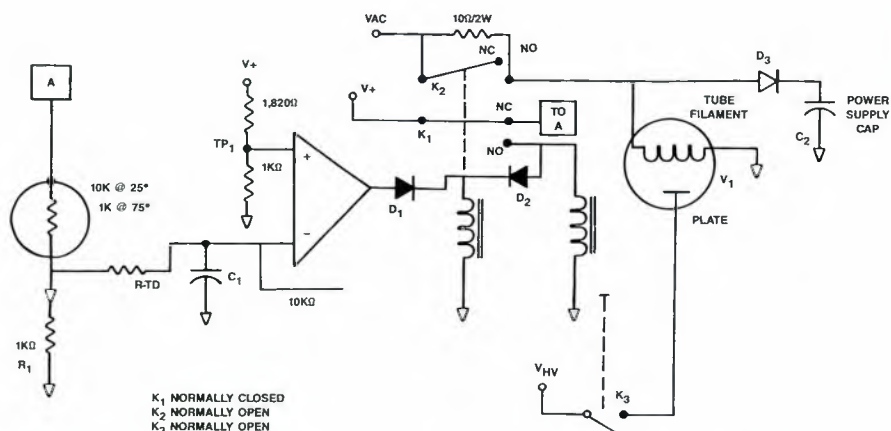 VAC
10Ω/2W
NC
NO
K2
V+
V+
1,820Ω
TP1
1KΩ
A
10K @ 25°
1K @ 75°
R-TD
C1
10KΩ
1KΩ
R1
+
−
D1
D2
K1
NC
NO
TO
A
D3
TUBE
FILAMENT
C2
POWER
SUPPLY
CAP
V1
PLATE
VHV
K3
K1 NORMALLY CLOSED
K2 NORMALLY OPEN
K3 NORMALLY OPEN